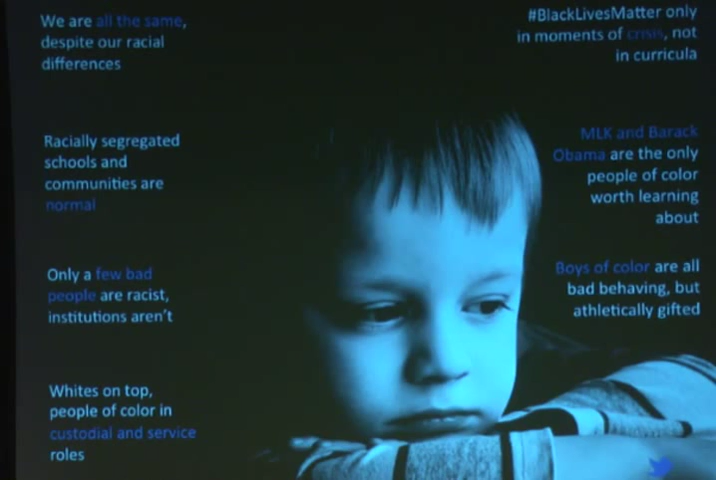 We are all the same,
despite our racial
differences
Racially segregated
schools and
communities are
normal
Only a few bad
people are racist,
institutions aren't
Whites on top,
people of color in
custodial and service
roles
#BlackLivesMatter only
in moments of crisis, not
in curricula
MLK and Barack
Obama are the only
people of color
worth learning
about
Boys of color are all
bad behaving, but
athletically gifted